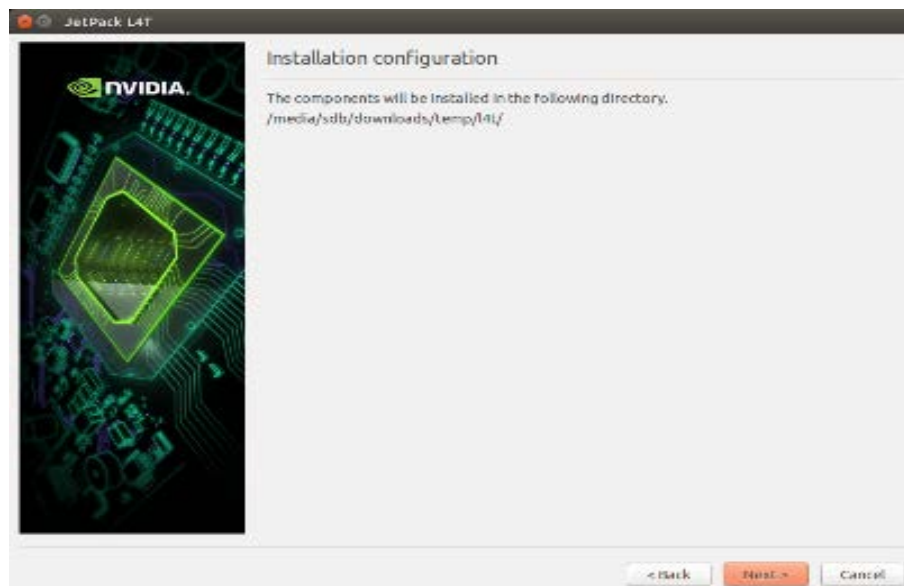 JetPack L4T
NVIDIA.
Installation configuration
The components will be installed in the following directory.
/media/sdb/downloads/temp/l4t/
< Back
Next >
Cancel